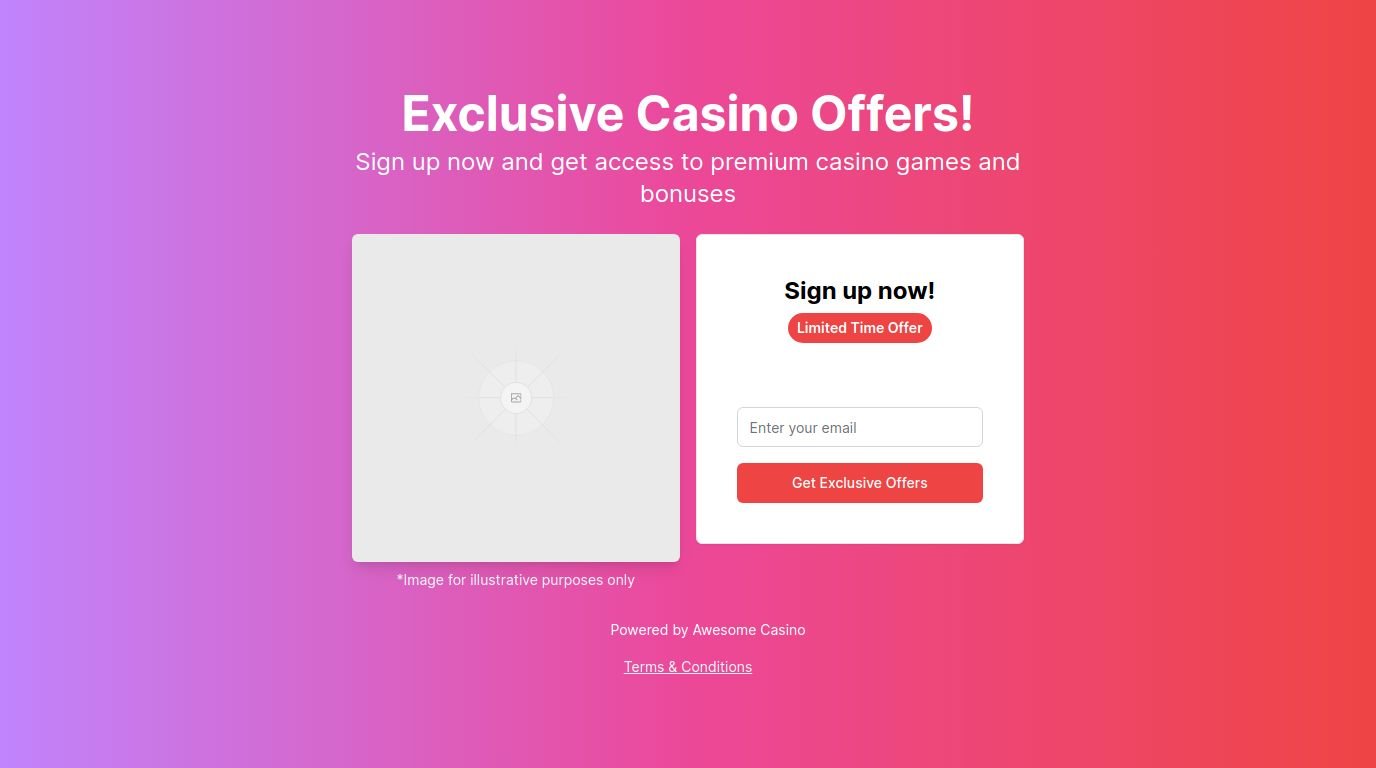 Exclusive Casino Offers!
Sign up now and get access to premium casino games and
bonuses
Sign up now!
Limited Time Offer
Enter your email
Get Exclusive Offers
*Image for illustrative purposes only
Powered by Awesome Casino
Terms & Conditions